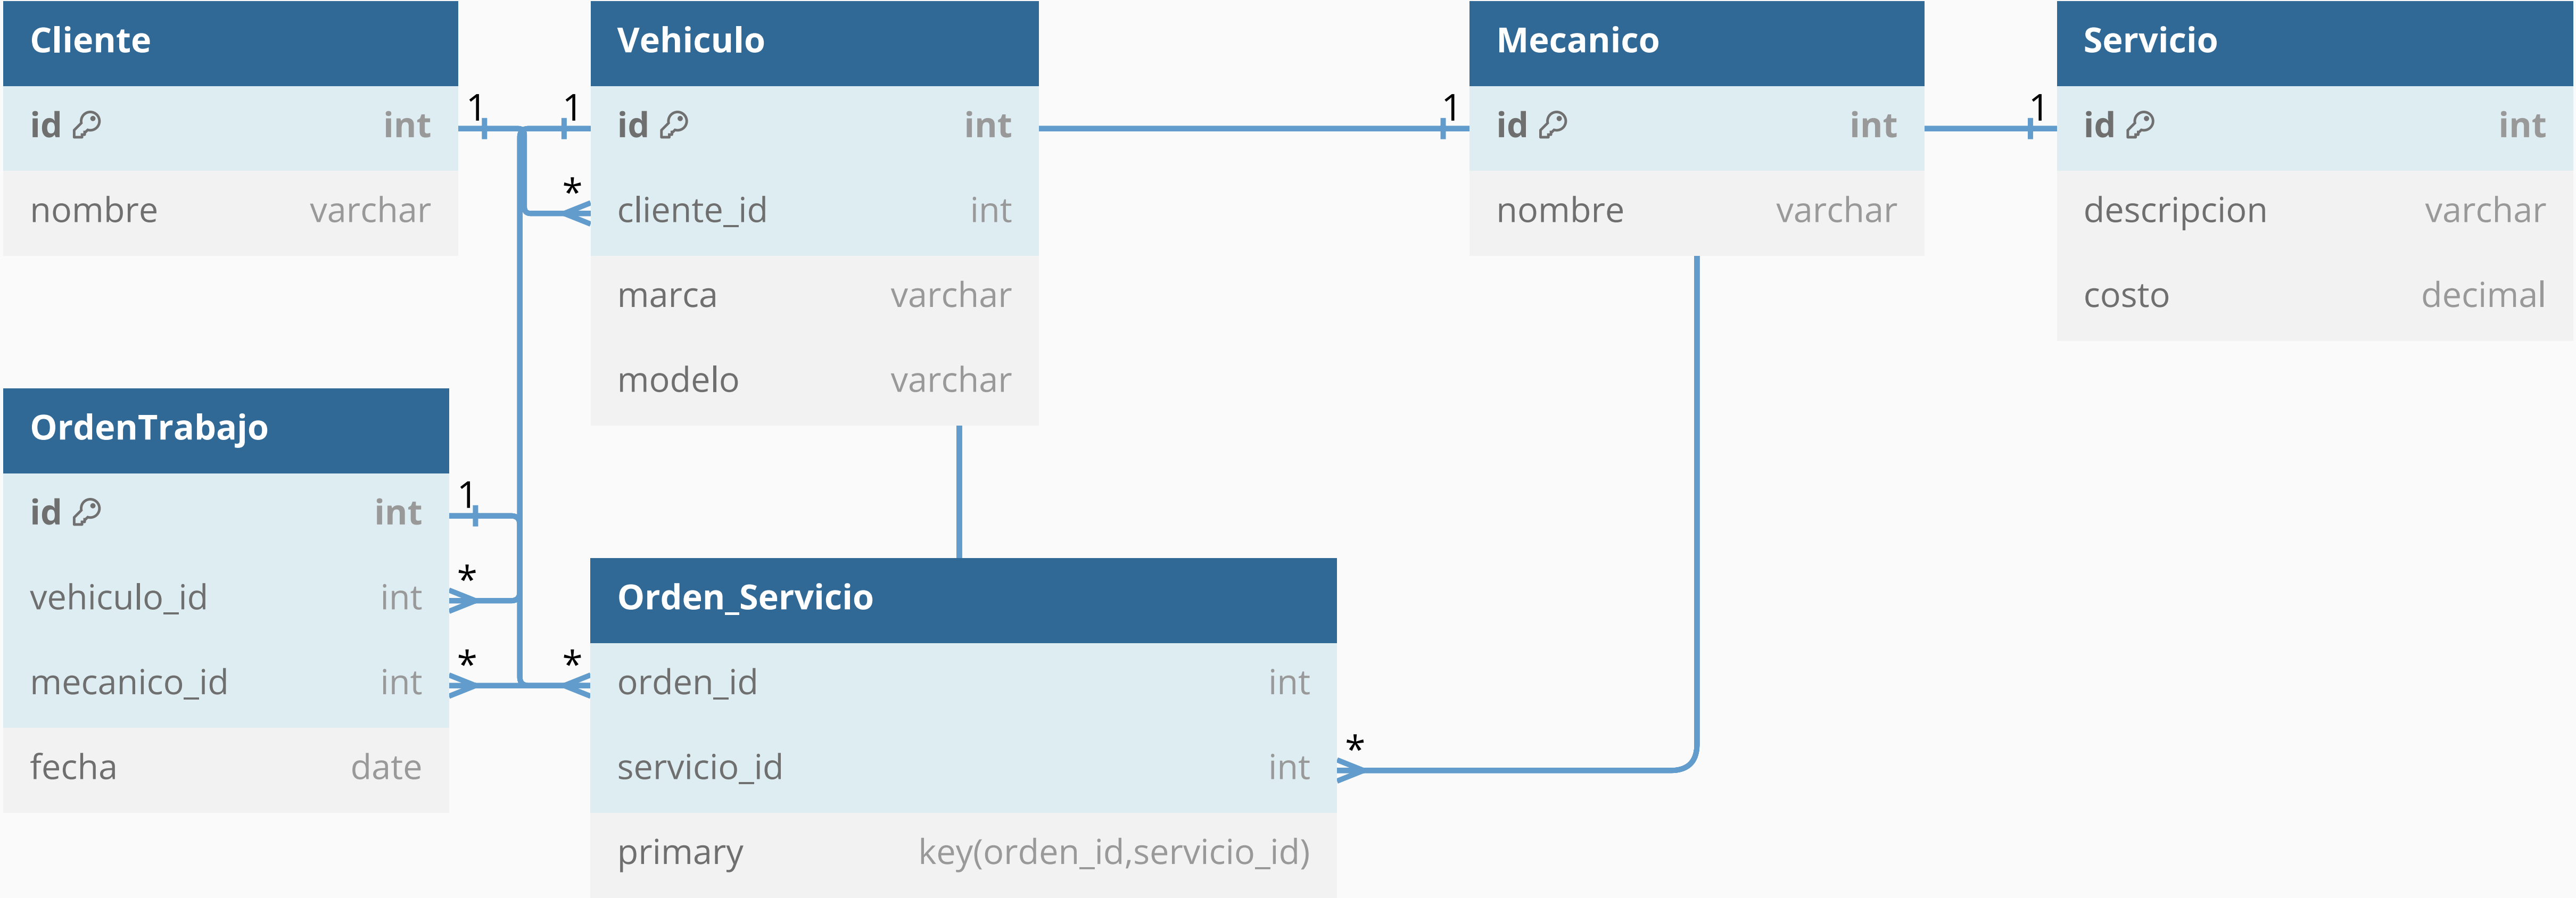 Cliente
id int
nombre varchar
Vehiculo
id int
cliente_id int
marca varchar
modelo varchar
Mecanico
id int
nombre varchar
Servicio
id int
descripcion varchar
costo decimal
1
1
*
1
1
OrdenTrabajo
id int
vehiculo_id int
mecanico_id int
fecha date
1
*
*
*
Orden_Servicio
orden_id int
servicio_id int
primary key(orden_id,servicio_id)
*